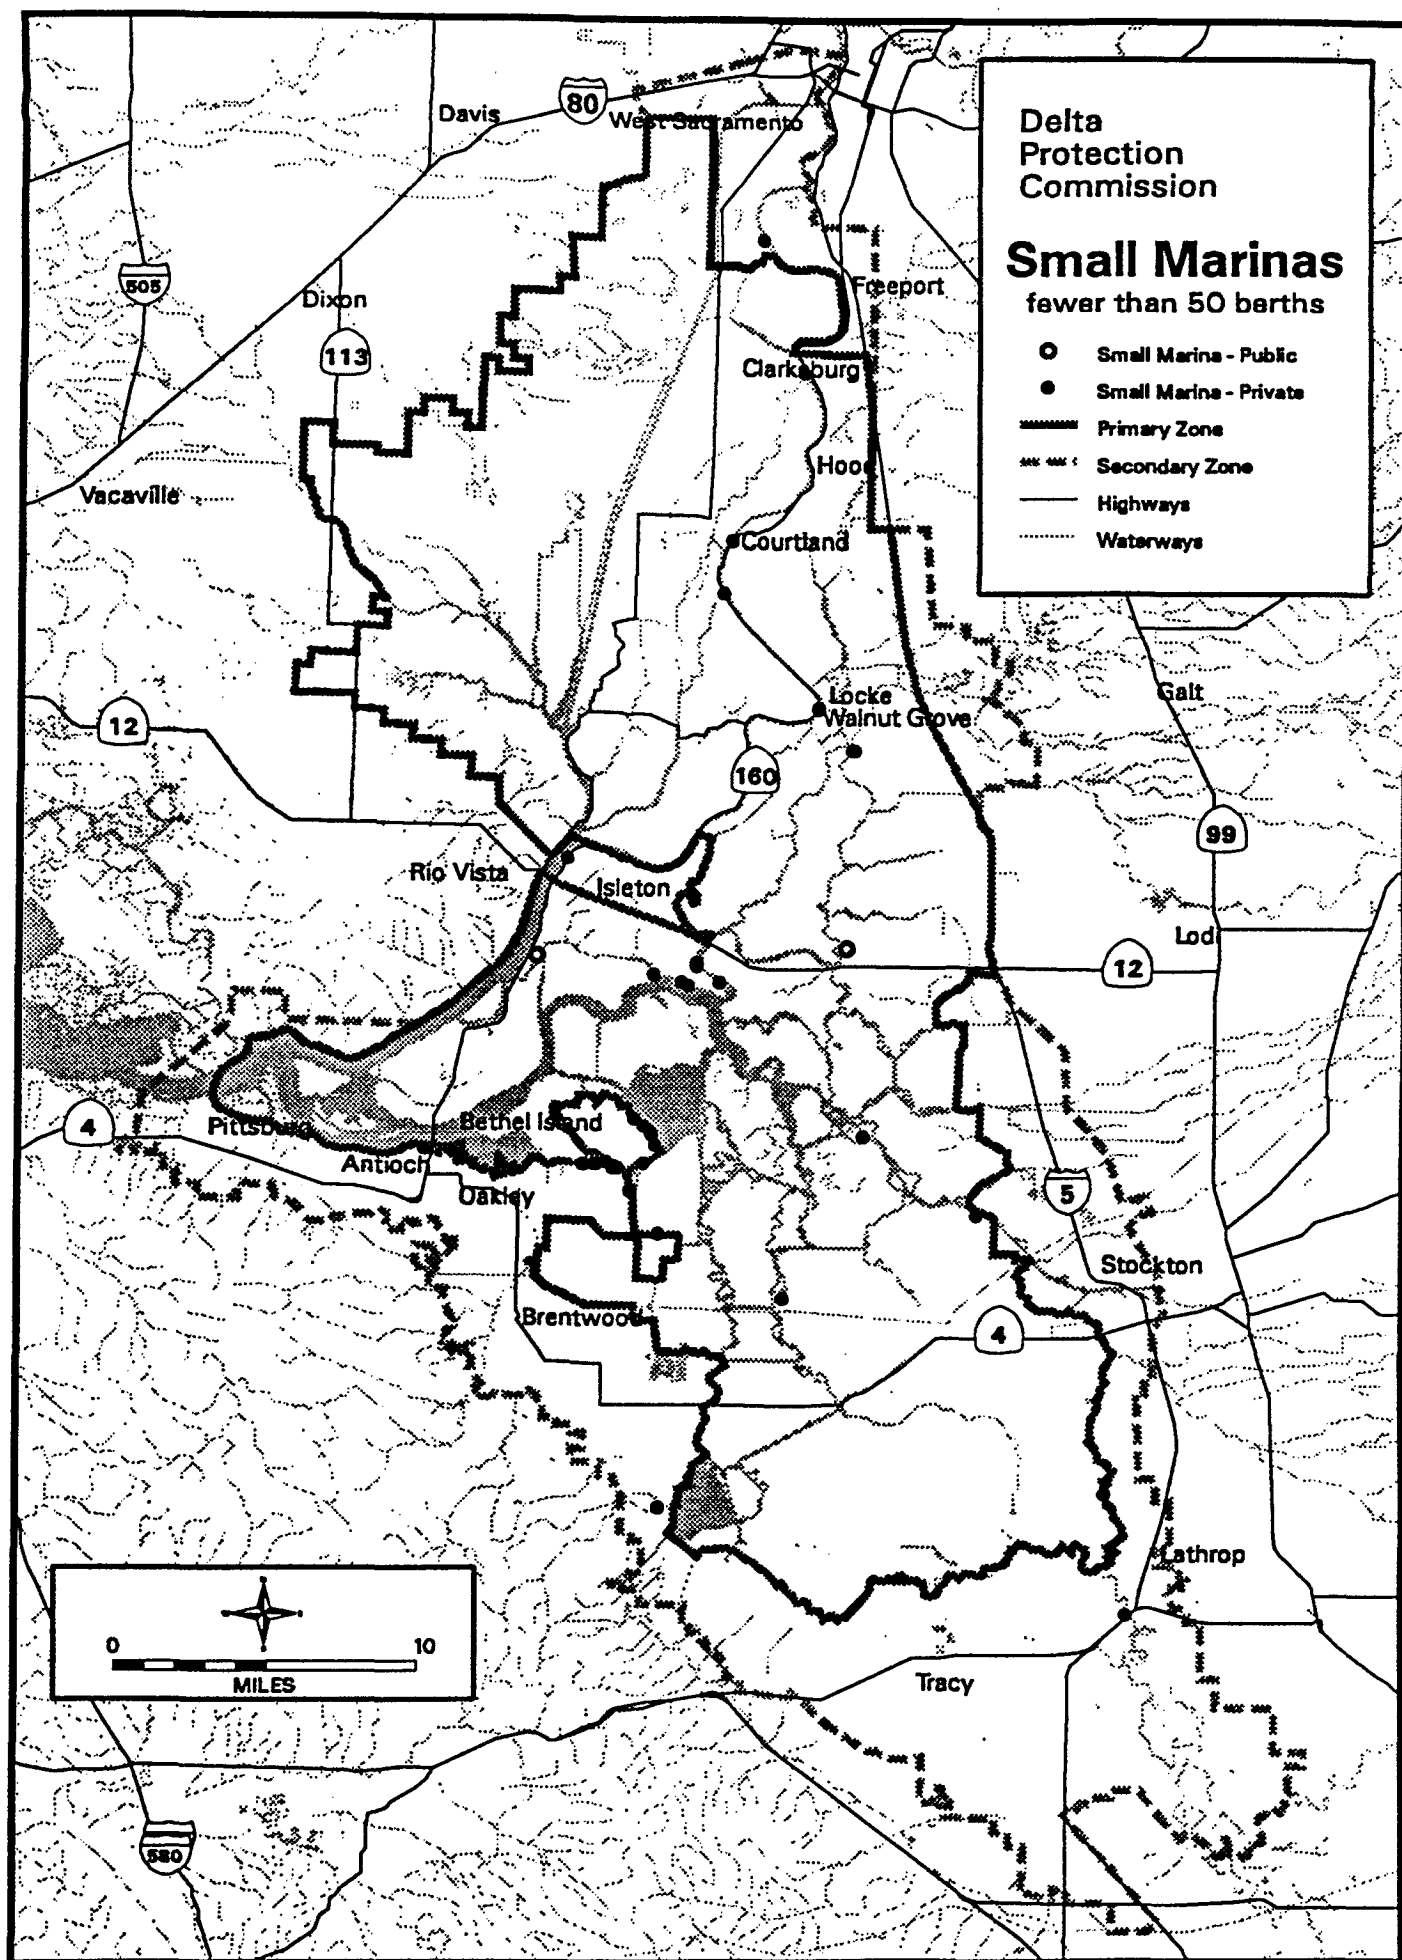 Delta
Protection
Commission
Small Marinas
fewer than 50 berths
Small Marina - Public
Small Marina - Private
Primary Zone
Secondary Zone
Highways
Waterways
Davis
80
West Sacramento
505
Dixon
113
Freeport
Clarksburg
Vacaville
Hood
Courtland
Locke
Walnut Grove
Galt
12
160
99
Rio Vista
Isleton
Lodi
12
4
Pittsburg
Bethel Island
Antioch
Oakley
5
Stockton
Brentwood
4
Lathrop
0 10
MILES
Tracy
580